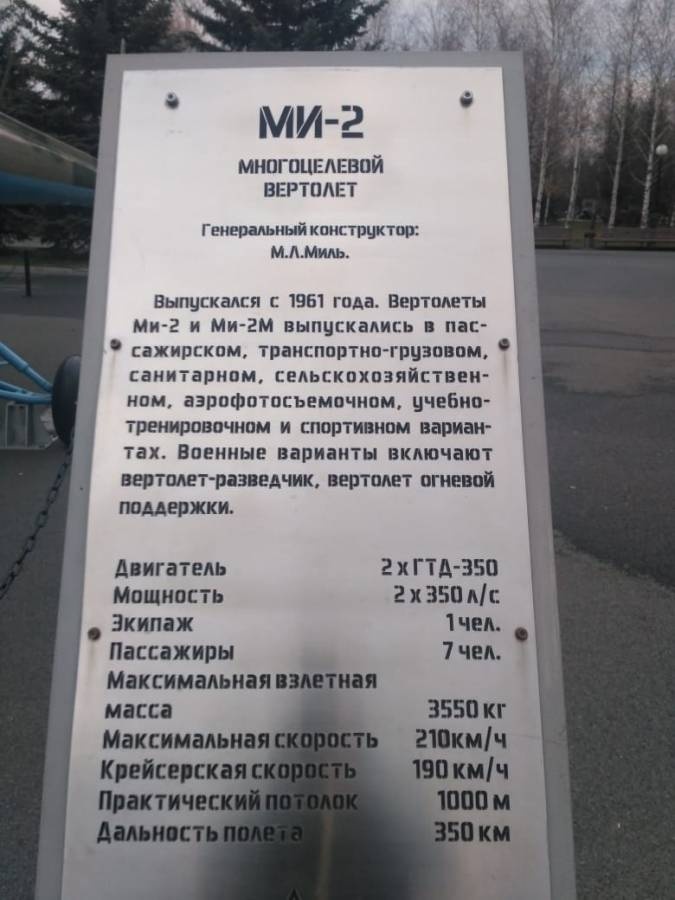 МИ-2
МНОГОЦЕЛЕВОЙ
ВЕРТОЛЕТ
Генеральный конструктор:
М.Л.Миль.
Выпускался с 1961 года. Вертолеты
Ми-2 и Ми-2М выпускались в пас-
сажирском, транспортно-грузовом,
санитарном, сельскохозяйствен-
ном, аэрофотосъемочном, учебно-
тренировочном и спортивном вариан-
тах. Военные варианты включают
вертолет-разведчик, вертолет огневой
поддержки.
Двигатель 2 х ГТД-350
Мощность 2 х 350 л/с
Экипаж 1 чел.
Пассажиры 7 чел.
Максимальная взлетная
масса 3550 кг
Максимальная скорость 210км/ч
Крейсерская скорость 190 км/ч
Практический потолок 1000 м
Дальность полета 350 км